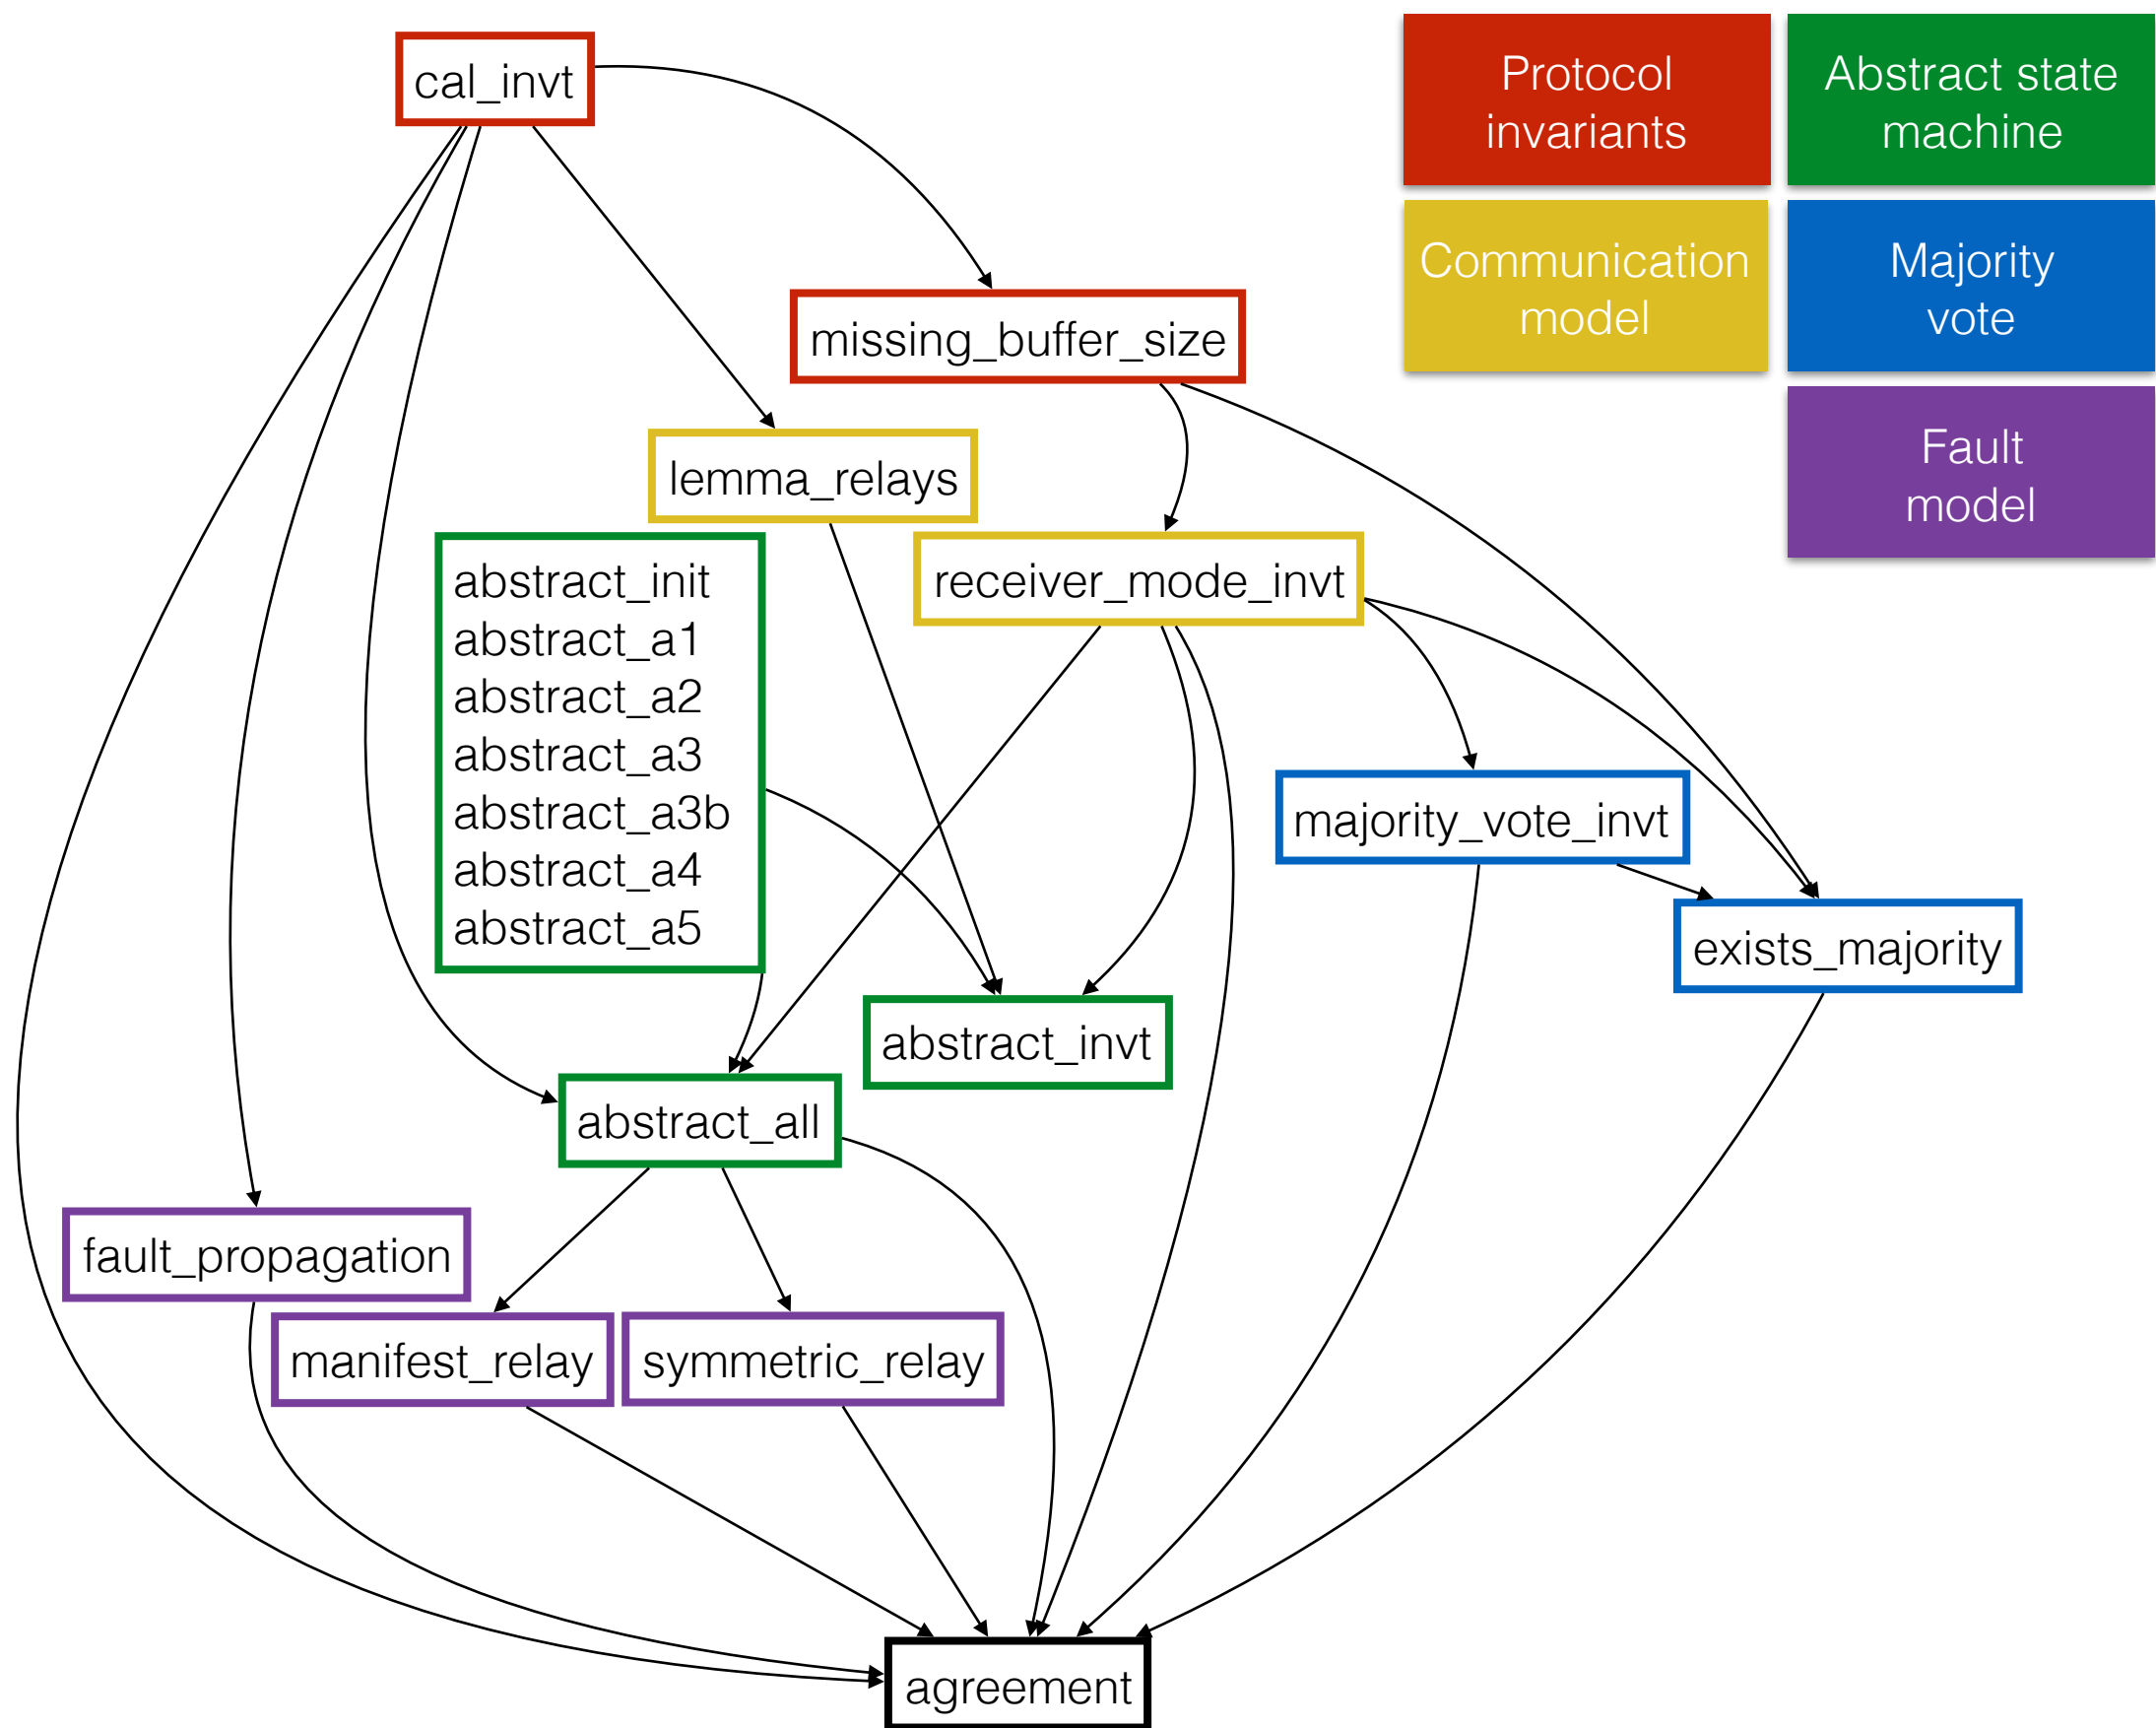 cal_invt
Protocol
invariants
Abstract state
machine
Communication
model
Majority
vote
Fault
model
missing_buffer_size
lemma_relays
receiver_mode_invt
abstract_init
abstract_a1
abstract_a2
abstract_a3
abstract_a3b
abstract_a4
abstract_a5
majority_vote_invt
exists_majority
abstract_invt
abstract_all
fault_propagation
manifest_relay
symmetric_relay
agreement